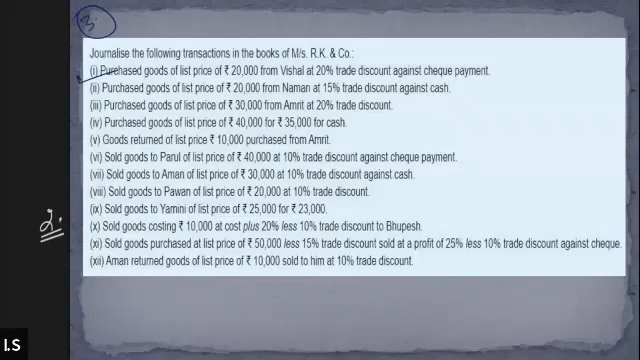 3.
Journalise the following transactions in the books of M/s. R.K. & Co.:
(i) Purchased goods of list price of ₹ 20,000 from Vishal at 20% trade discount against cheque payment.
(ii) Purchased goods of list price of ₹ 20,000 from Naman at 15% trade discount against cash.
(iii) Purchased goods of list price of ₹ 30,000 from Amrit at 20% trade discount.
(iv) Purchased goods of list price of ₹ 40,000 for ₹ 35,000 for cash.
(v) Goods returned of list price ₹ 10,000 purchased from Amrit.
(vi) Sold goods to Parul of list price of ₹ 40,000 at 10% trade discount against cheque payment.
(vii) Sold goods to Aman of list price of ₹ 30,000 at 10% trade discount against cash.
(viii) Sold goods to Pawan of list price of ₹ 20,000 at 10% trade discount.
(ix) Sold goods to Yamini of list price of ₹ 25,000 for ₹ 23,000.
2.
(x) Sold goods costing ₹ 10,000 at cost plus 20% less 10% trade discount to Bhupesh.
(xi) Sold goods purchased at list price of ₹ 50,000 less 15% trade discount sold at a profit of 25% less 10% trade discount against cheque.
(xii) Aman returned goods of list price of ₹ 10,000 sold to him at 10% trade discount.
I.S